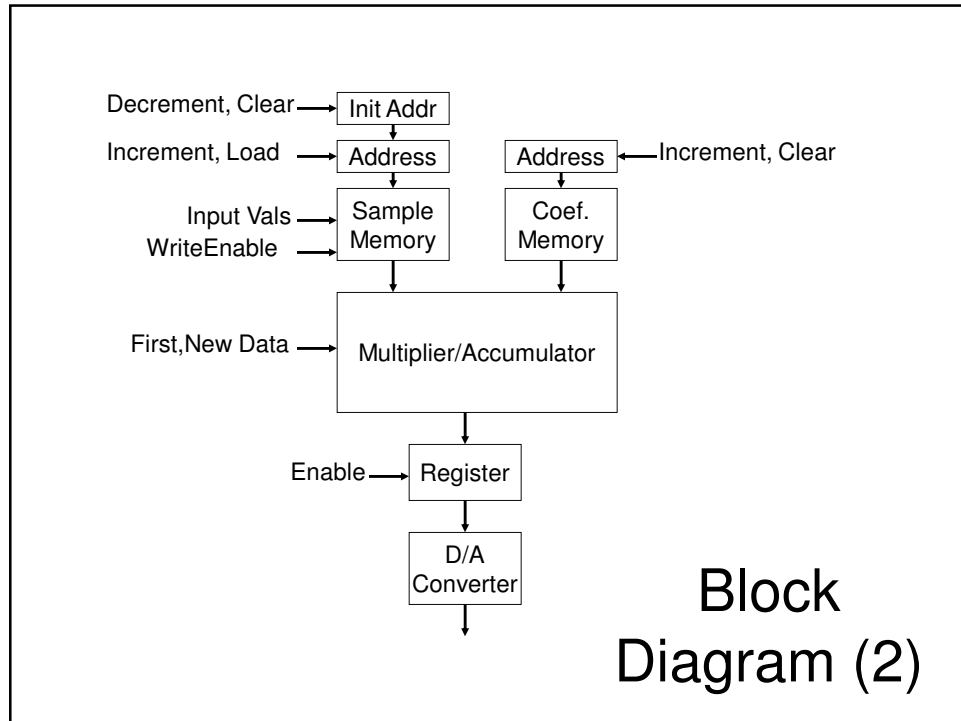 Decrement, Clear
Init Addr
Increment, Load
Address
Address
Increment, Clear
Input Vals
WriteEnable
Sample
Memory
Coef.
Memory
First,New Data
Multiplier/Accumulator
Enable
Register
D/A
Converter
Block
Diagram (2)